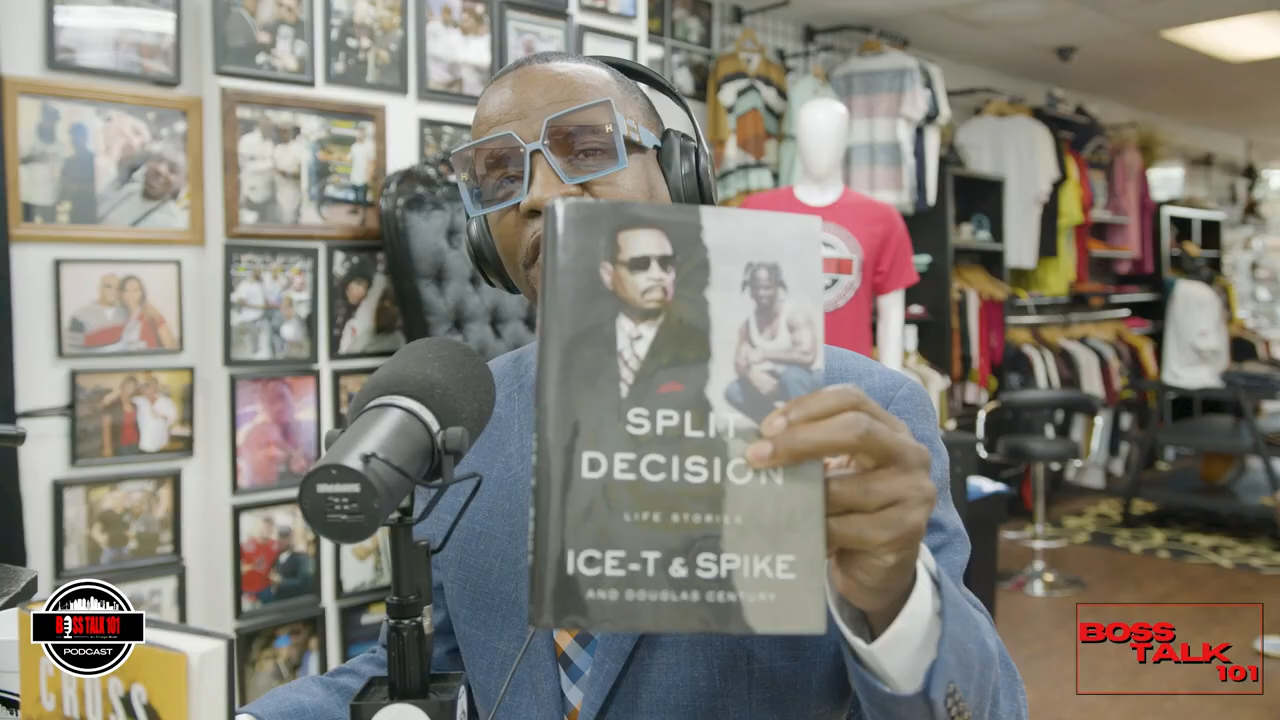 SPLIT
DECISION
LIFE STORIES
ICE-T & SPIKE
AND DOUGLAS CENTURY
BOSS TALK 101
PODCAST
CROSS
BOSS
TALK
101